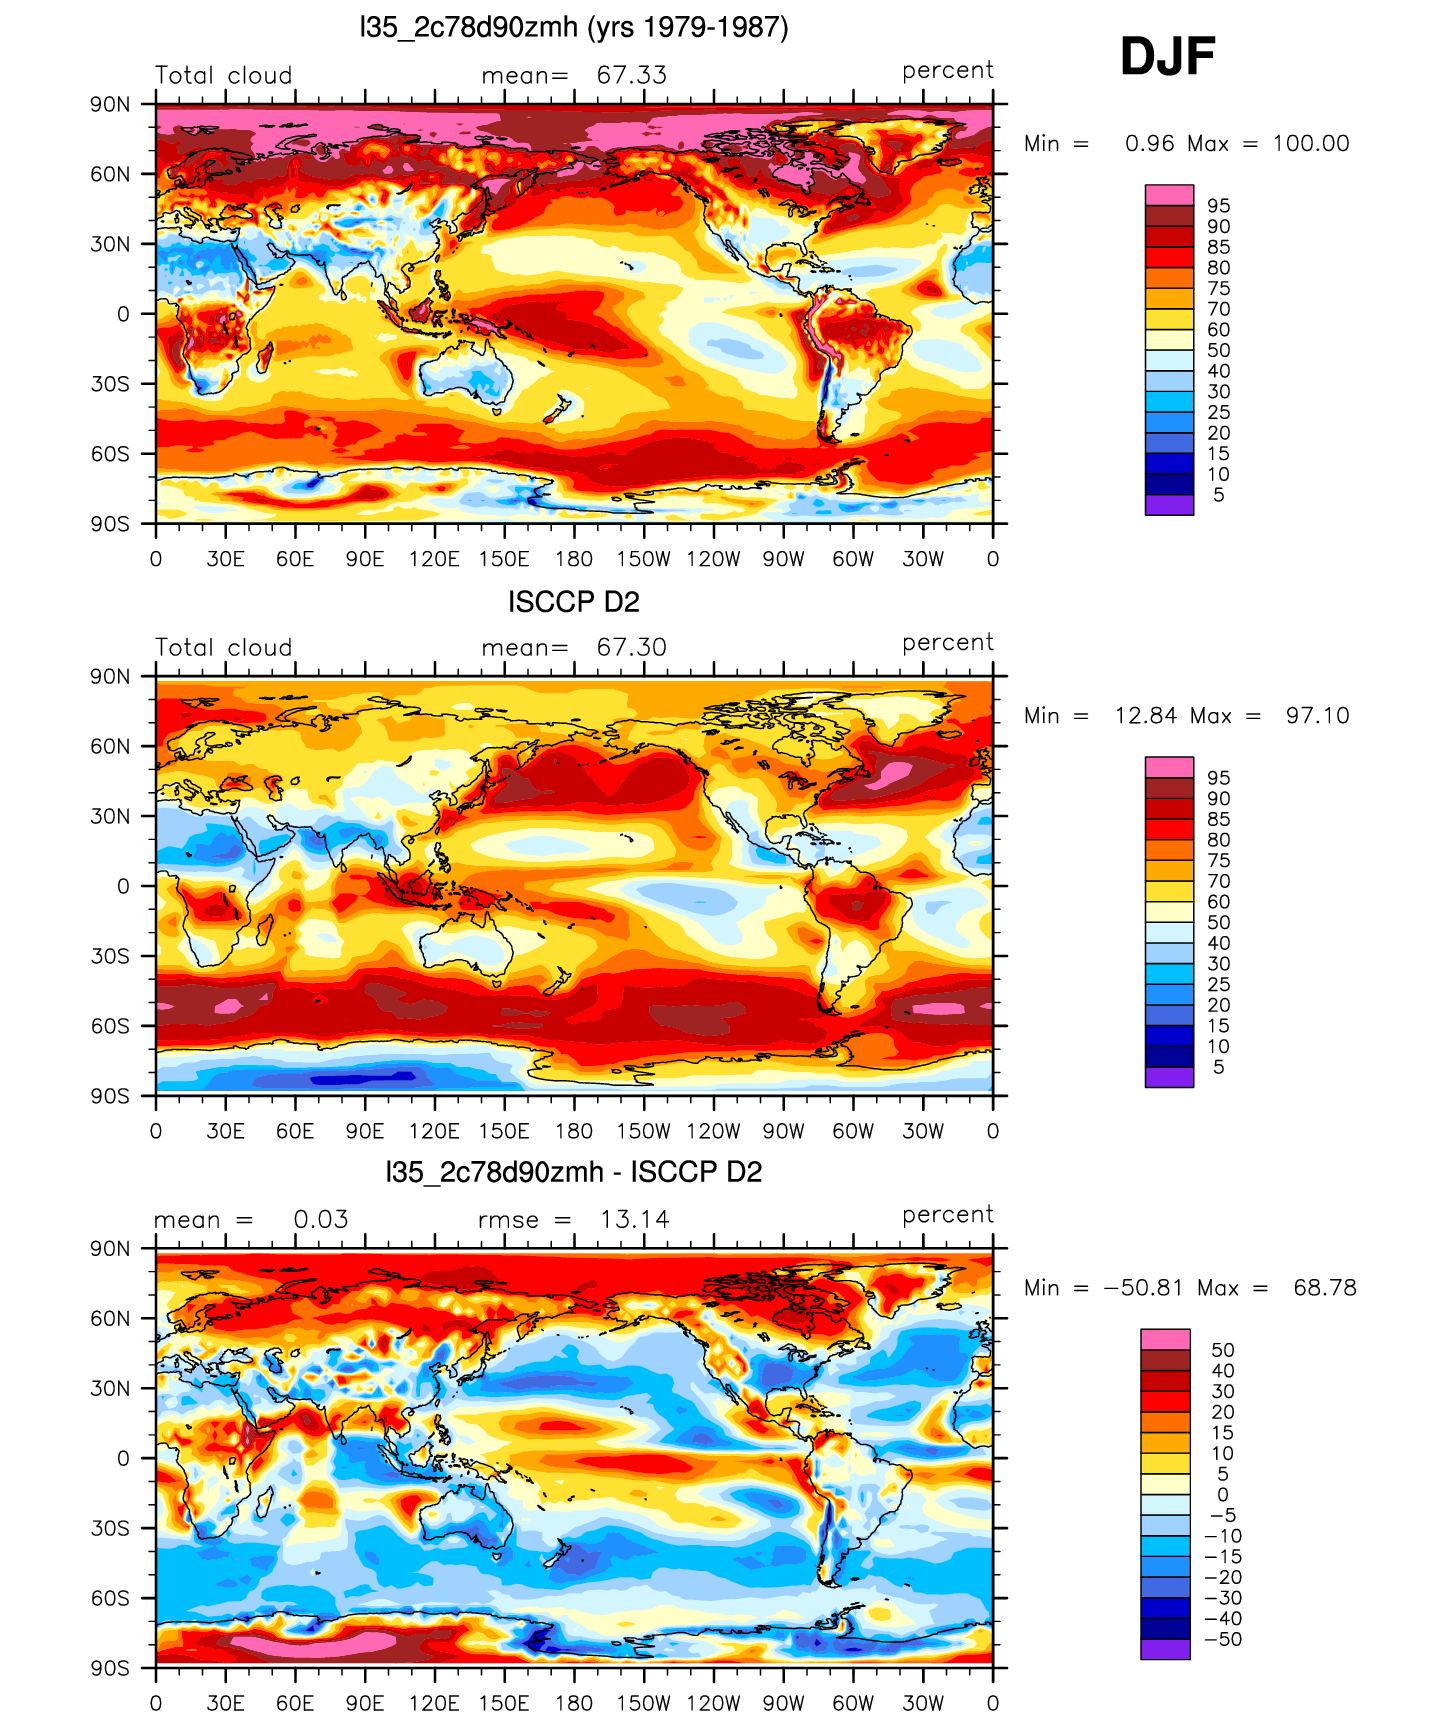 l35_2c78d90zmh (yrs 1979-1987)
DJF
Total cloud mean= 67.33 percent
Min = 0.96 Max = 100.00
90N
60N
30N
0
30S
60S
90S
0 30E 60E 90E 120E 150E 180 150W 120W 90W 60W 30W 0
95
90
85
80
75
70
60
50
40
30
25
20
15
10
5
ISCCP D2
Total cloud mean= 67.30 percent
Min = 12.84 Max = 97.10
90N
60N
30N
0
30S
60S
90S
0 30E 60E 90E 120E 150E 180 150W 120W 90W 60W 30W 0
95
90
85
80
75
70
60
50
40
30
25
20
15
10
5
l35_2c78d90zmh - ISCCP D2
mean = 0.03 rmse = 13.14 percent
Min = −50.81 Max = 68.78
90N
60N
30N
0
30S
60S
90S
0 30E 60E 90E 120E 150E 180 150W 120W 90W 60W 30W 0
50
40
30
20
15
10
5
0
−5
−10
−15
−20
−30
−40
−50